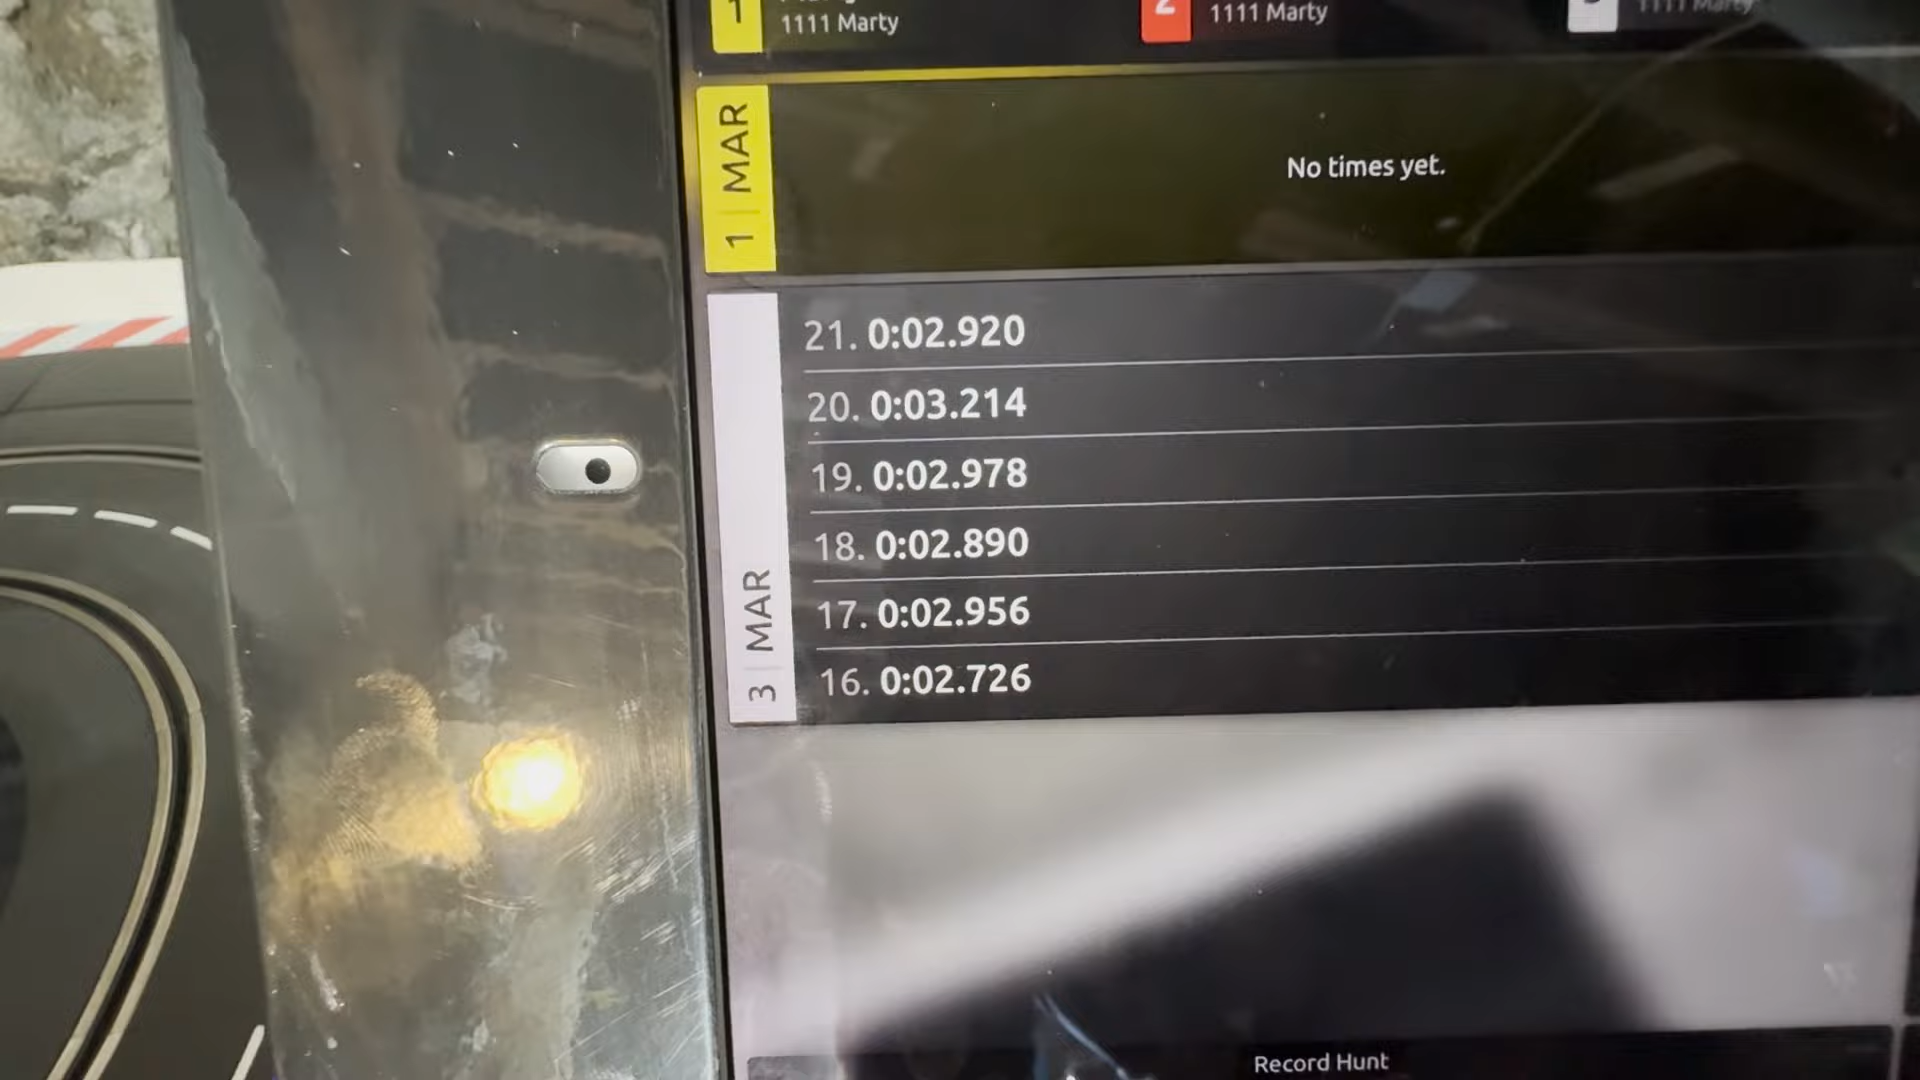 1
1111 Marty
2
1111 Marty
1111 Marty
1 | MAR
No times yet.
3 | MAR
21. 0:02.920
20. 0:03.214
19. 0:02.978
18. 0:02.890
17. 0:02.956
16. 0:02.726
Record Hunt